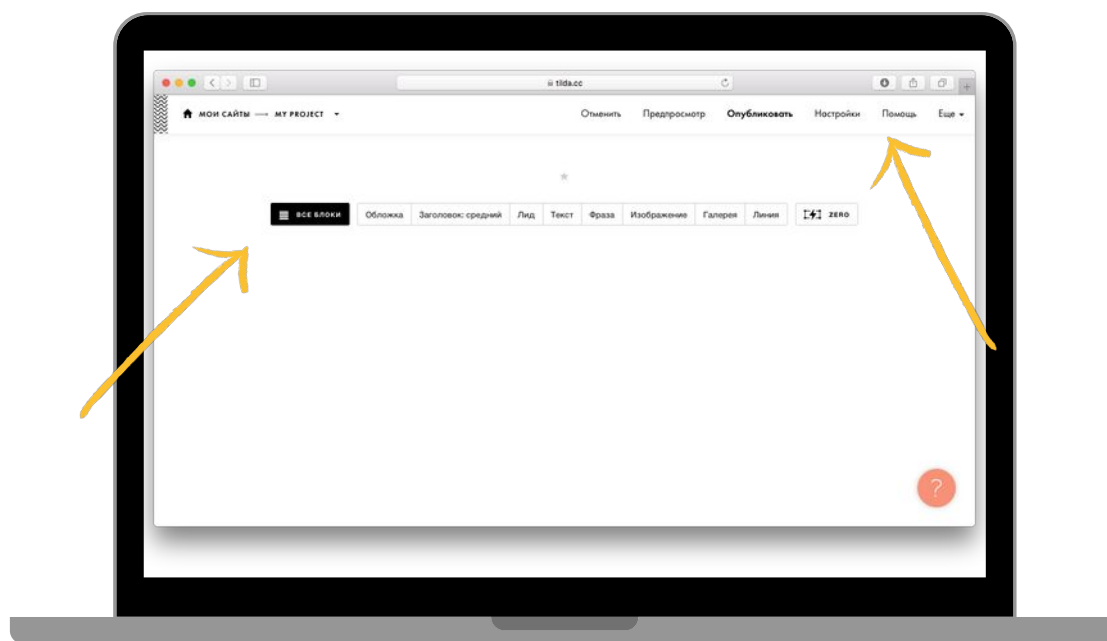 tilda.cc
МОИ САЙТЫ → MY PROJECT Отменить Предпросмотр Опубликовать Настройки Помощь Еще
ВСЕ БЛОКИ Обложка Заголовок: средний Лид Текст Фраза Изображение Галерея Линия ZERO
?